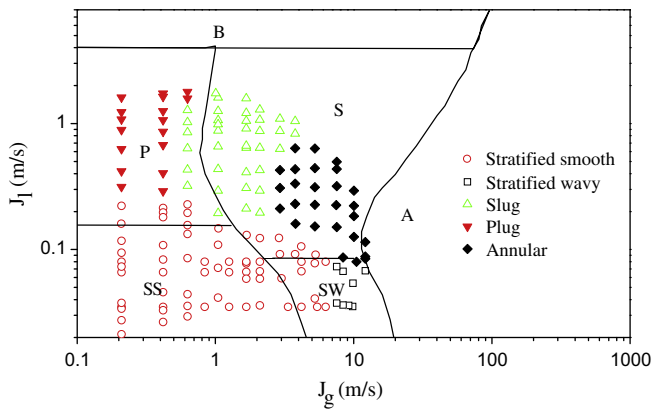 B
S
P
A
SS
SW
Stratified smooth
Stratified wavy
Slug
Plug
Annular
1
0.1
J_l (m/s)
0.1 1 10 100 1000
J_g (m/s)